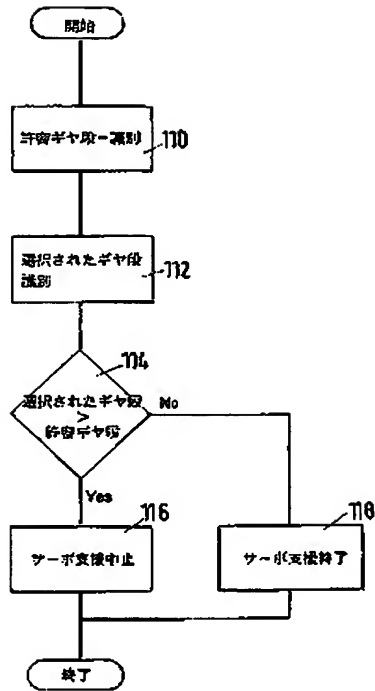 開始
許容ギヤ段一識別
110
選択されたギヤ段
識別
112
114
選択されたギヤ段
>
許容ギヤ段
No
Yes
サーボ支援中止
116
サーボ支援終了
118
終了